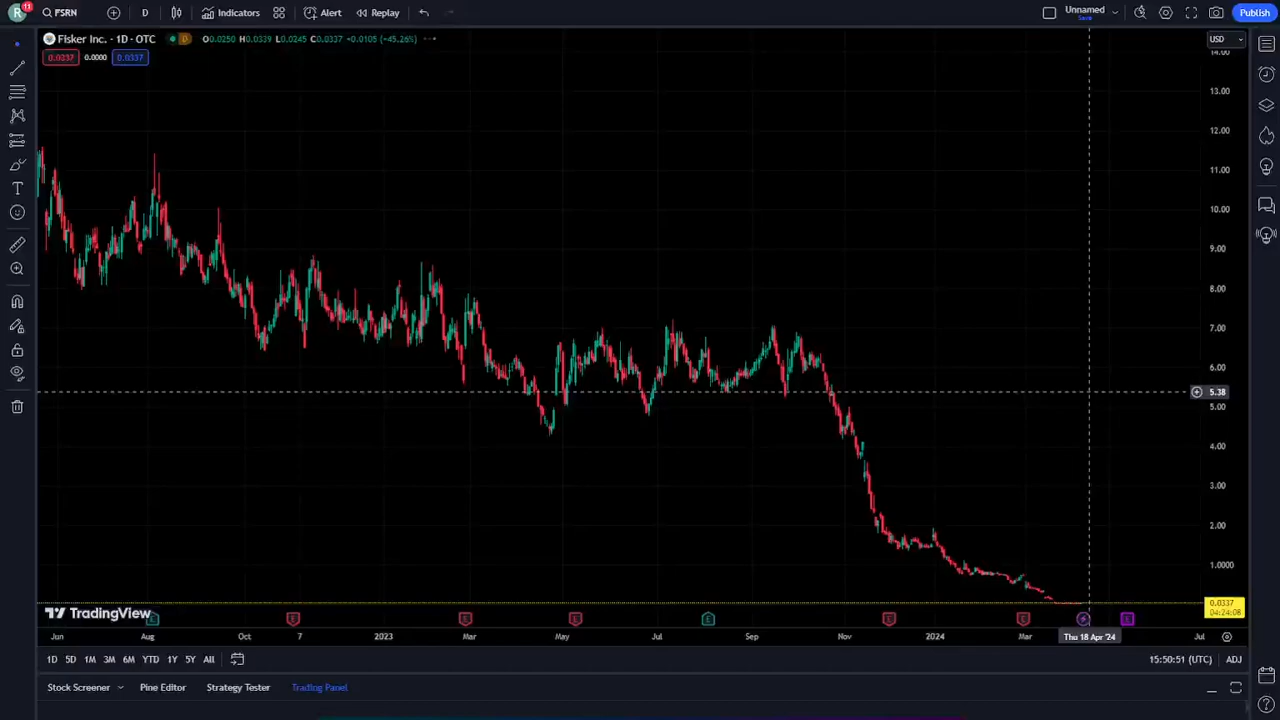 R 11 FSRN D Indicators Alert Replay Unnamed Save Publish
Fisker Inc. · 1D · OTC D O0.0250 H0.0339 L0.0245 C0.0337 +0.0105 (+45.26%) USD
0.0337 0.0000 0.0337
14.00
13.00
12.00
11.00
10.00
9.00
8.00
7.00
6.00
5.38
5.00
4.00
3.00
2.00
1.0000
0.0337
04:24:08
TradingView
E E E E E E E E
Jun Aug Oct 7 2023 Mar May Jul Sep Nov 2024 Mar Thu 18 Apr '24 Jul
1D 5D 1M 3M 6M YTD 1Y 5Y All 15:50:51 (UTC) ADJ
Stock Screener Pine Editor Strategy Tester Trading Panel